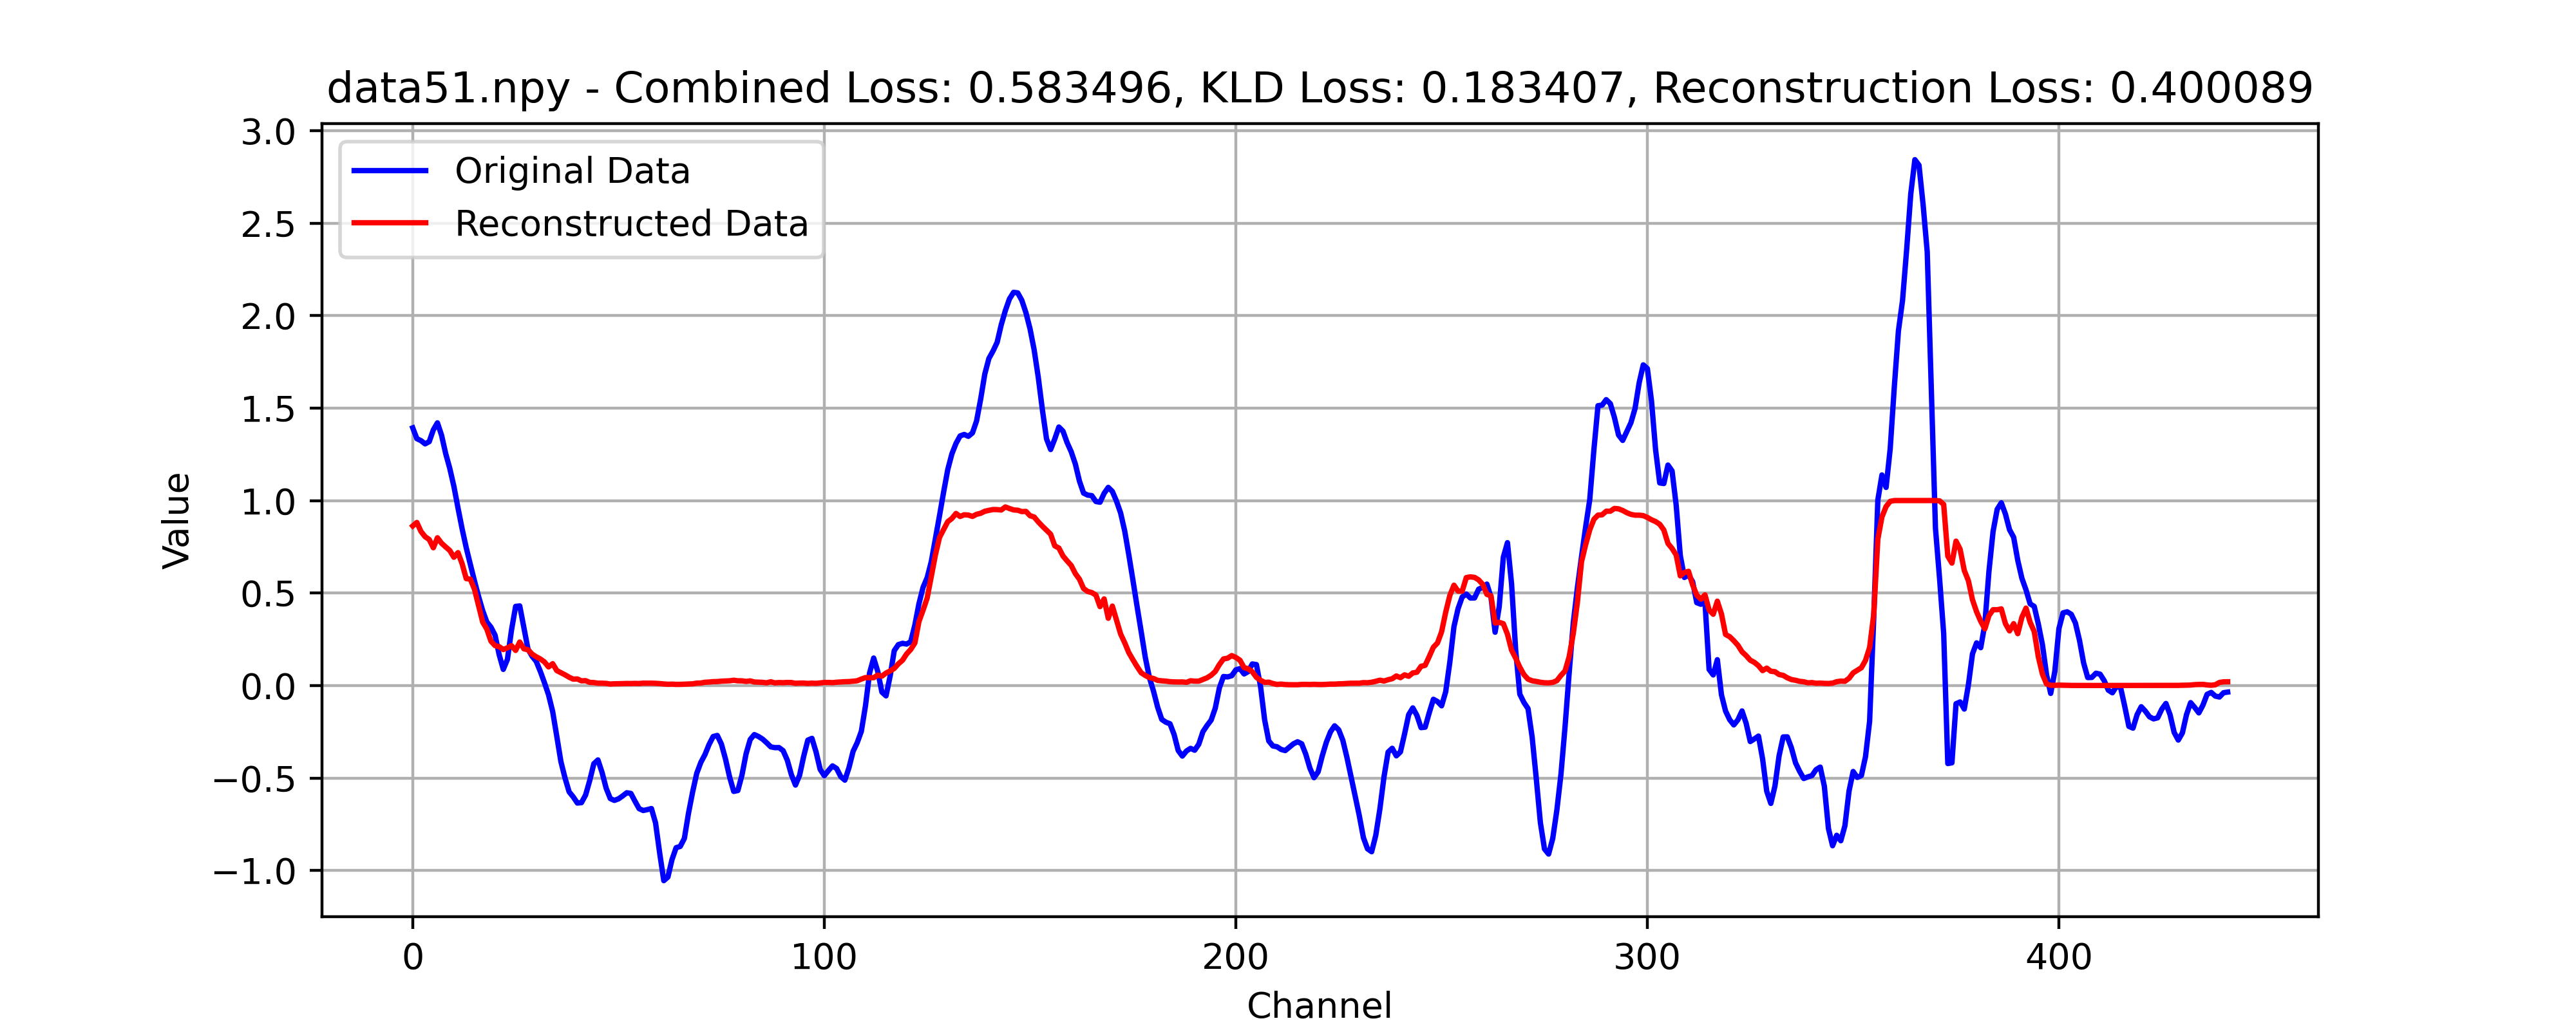 data51.npy - Combined Loss: 0.583496, KLD Loss: 0.183407, Reconstruction Loss: 0.400089
3.0
2.5
2.0
1.5
1.0
0.5
0.0
−0.5
−1.0
Value
Original Data
Reconstructed Data
0 100 200 300 400
Channel